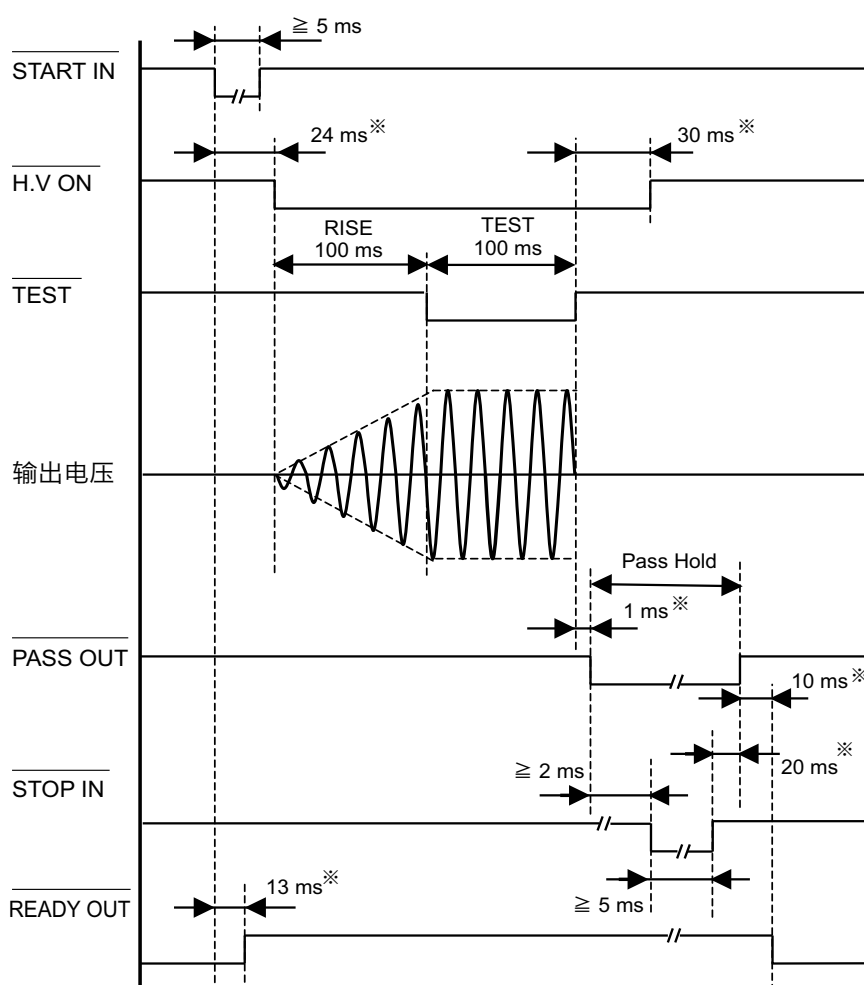 ≧ 5 ms
START IN
24 ms※
30 ms※
H.V ON
RISE
100 ms
TEST
100 ms
TEST
输出电压
Pass Hold
1 ms※
PASS OUT
10 ms※
20 ms※
≧ 2 ms
STOP IN
13 ms※
≧ 5 ms
READY OUT